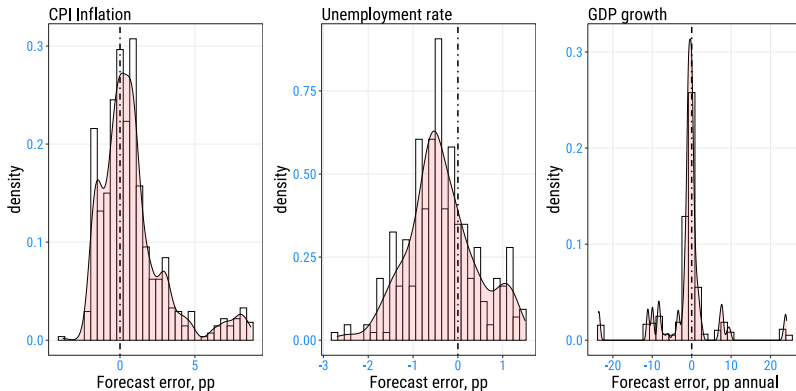 CPI Inflation
0.3
0.2
0.1
0.0
density
0
5
Forecast error, pp
Unemployment rate
0.75
0.50
0.25
0.00
density
-3
-2
-1
0
1
Forecast error, pp
GDP growth
0.3
0.2
0.1
0.0
density
-20
-10
0
10
20
Forecast error, pp annual